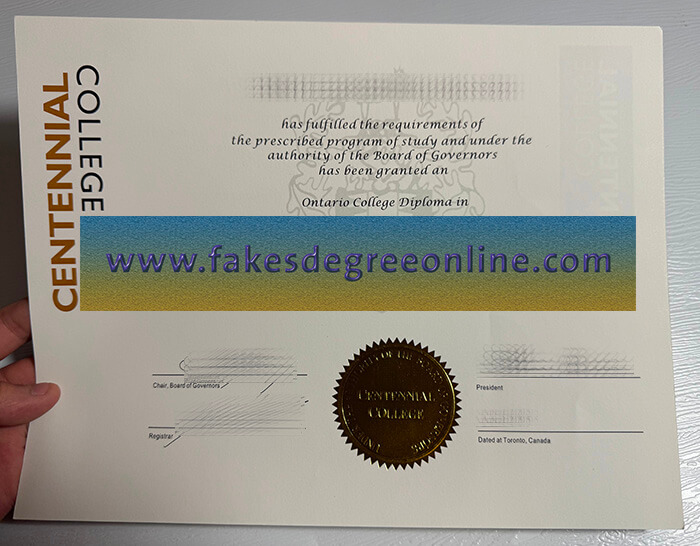 CENTENNIAL
COLLEGE
has fulfilled the requirements of
the prescribed program of study and under the
authority of the Board of Governors
has been granted an
Ontario College Diploma in
www.fakesdegreeonline.com
Chair, Board of Governors
Registrar
CENTENNIAL
COLLEGE
President
Dated at Toronto, Canada